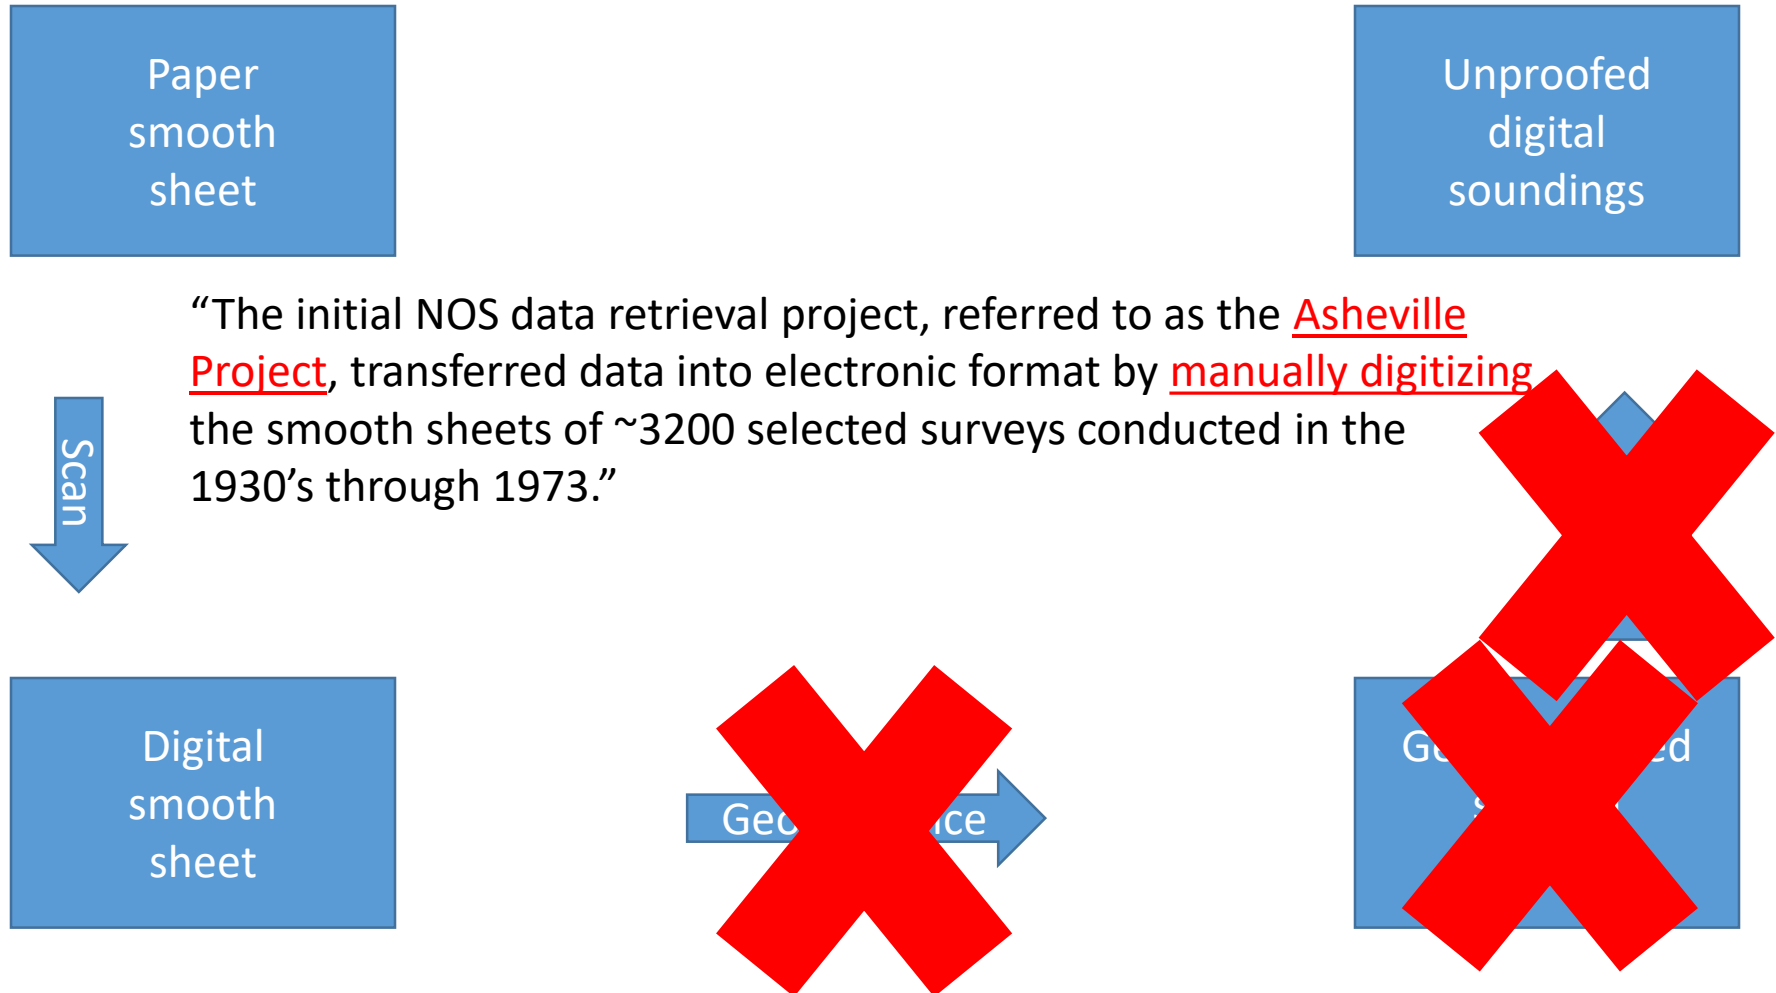 Paper
smooth
sheet
Unproofed
digital
soundings
“The initial NOS data retrieval project, referred to as the Asheville
Project, transferred data into electronic format by manually digitizing
the smooth sheets of ~3200 selected surveys conducted in the
1930’s through 1973.”
Scan
Digital
smooth
sheet